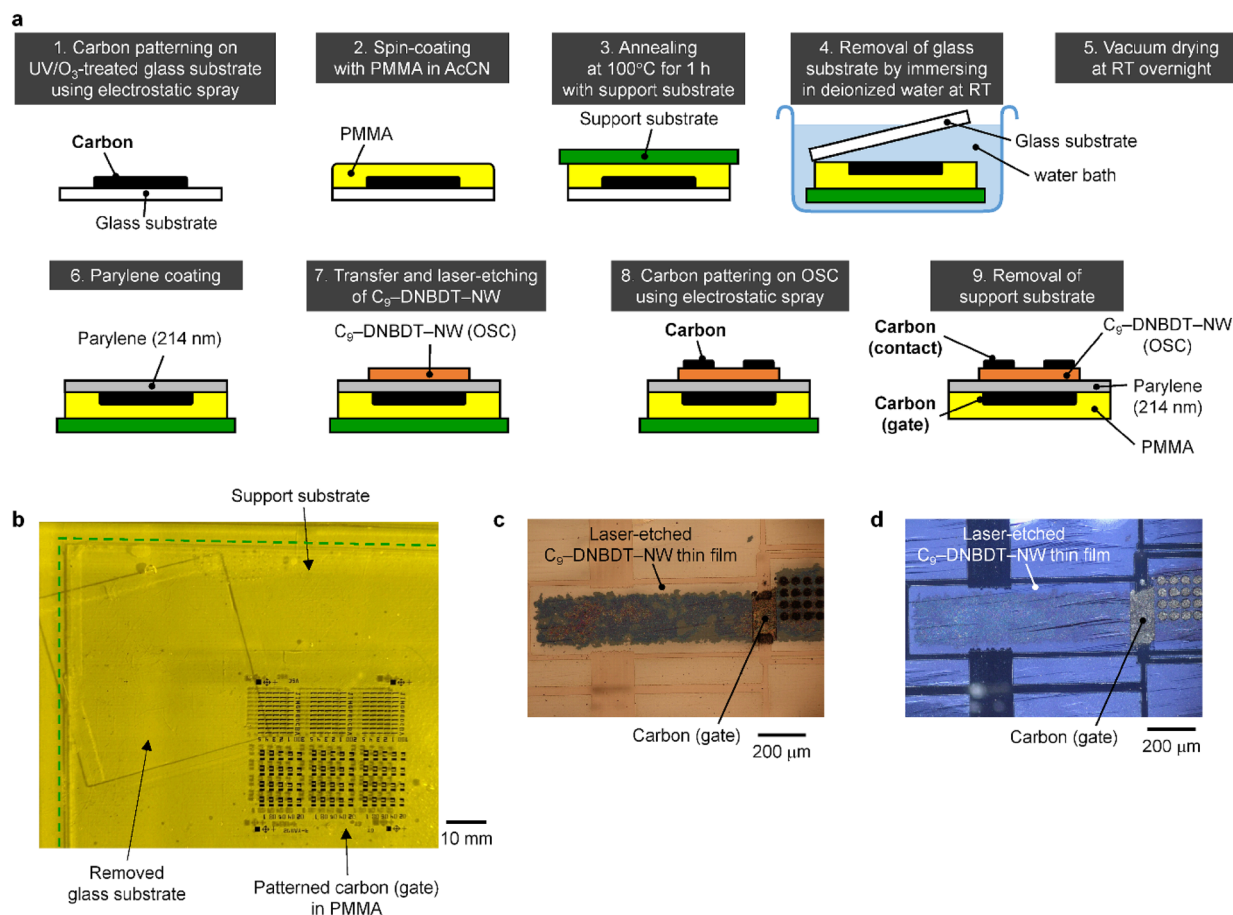 a
1. Carbon patterning on
UV/O₃-treated glass substrate
using electrostatic spray
2. Spin-coating
with PMMA in AcCN
3. Annealing
at 100°C for 1 h
with support substrate
4. Removal of glass
substrate by immersing
in deionized water at RT
5. Vacuum drying
at RT overnight
Carbon
Glass substrate
PMMA
Support substrate
Glass substrate
water bath
6. Parylene coating
7. Transfer and laser-etching
of C₉–DNBDT–NW
8. Carbon pattering on OSC
using electrostatic spray
9. Removal of
support substrate
Parylene (214 nm)
C₉–DNBDT–NW (OSC)
Carbon
Carbon
(contact)
C₉–DNBDT–NW
(OSC)
Parylene
(214 nm)
Carbon
(gate)
PMMA
b
Support substrate
10 mm
Removed
glass substrate
Patterned carbon (gate)
in PMMA
c
Laser-etched
C₉–DNBDT–NW thin film
Carbon (gate)
200 μm
d
Laser-etched
C₉–DNBDT–NW thin film
Carbon (gate)
200 μm